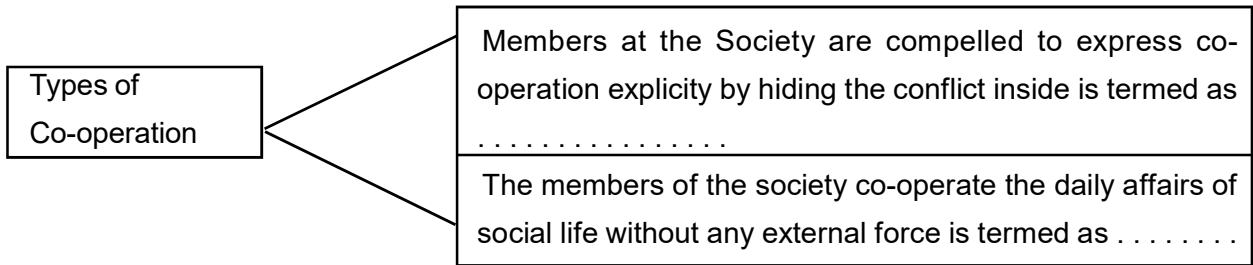 Types of
Co-operation
Members at the Society are compelled to express co-
operation explicity by hiding the conflict inside is termed as
. . . . . . . . . . . . . . . .
The members of the society co-operate the daily affairs of
social life without any external force is termed as . . . . . . . .